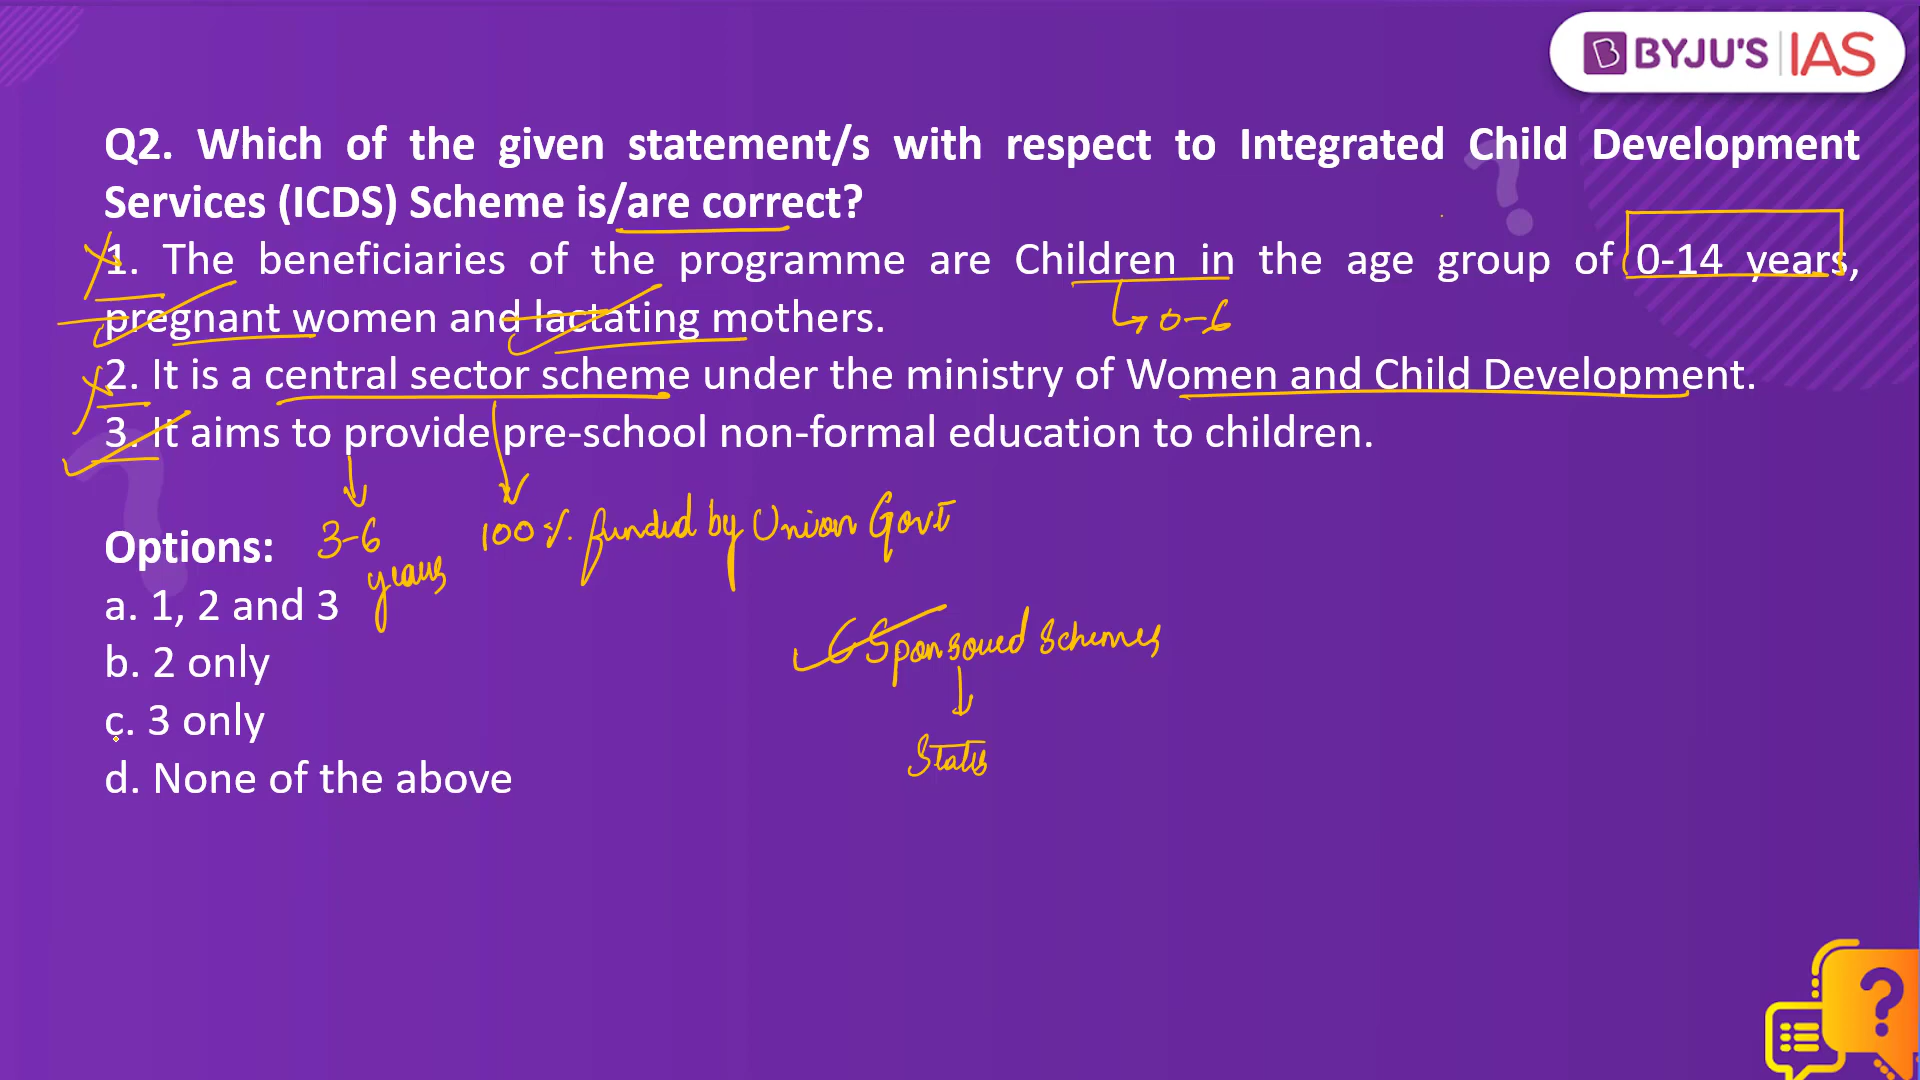 BYJU'S IAS
Q2. Which of the given statement/s with respect to Integrated Child Development
Services (ICDS) Scheme is/are correct?
1. The beneficiaries of the programme are Children in the age group of 0-14 years,
pregnant women and lactating mothers.
0-6
2. It is a central sector scheme under the ministry of Women and Child Development.
3. It aims to provide pre-school non-formal education to children.
3-6
years
100% funded by Union Govt
Options:
a. 1, 2 and 3
b. 2 only
c. 3 only
d. None of the above
C Sponsored Schemes
States